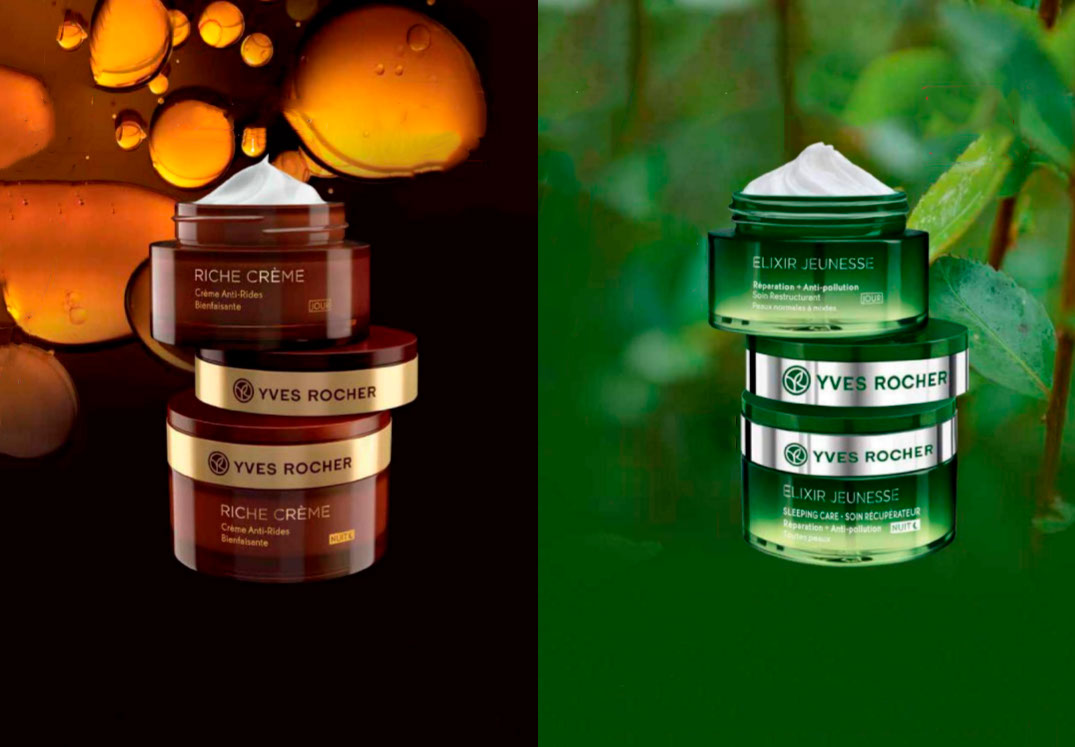 RICHE CRÈME
Crème Anti-Rides
Bienfaisante
JOUR
YVES ROCHER
YVES ROCHER
RICHE CRÈME
Crème Anti-Rides
Bienfaisante
NUIT
ELIXIR JEUNESSE
Réparation + Anti-pollution
Soin Restructurant
Peaux normales à mixtes
JOUR
YVES ROCHER
YVES ROCHER
ELIXIR JEUNESSE
SLEEPING CARE - SOIN RÉCUPÉRATEUR
Réparation + Anti-pollution NUIT
Toutes peaux